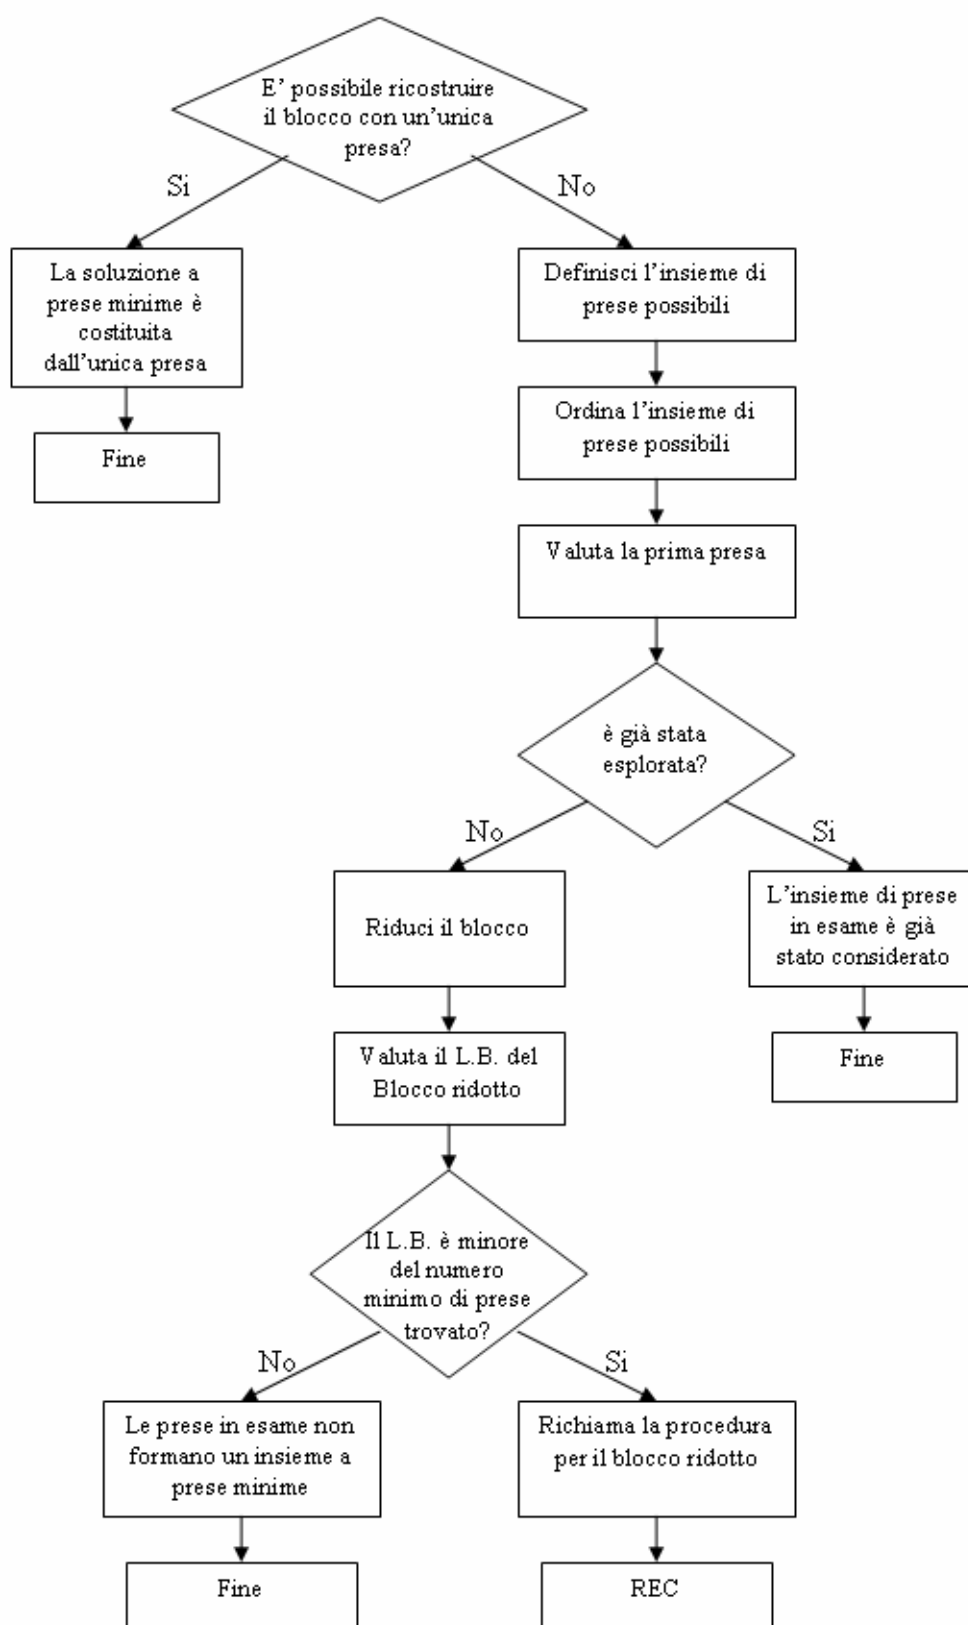 E' possibile ricostruire
il blocco con un'unica
presa?
Si
No
La soluzione a
prese minime è
costituita
dall'unica presa
Definisci l'insieme di
prese possibili
Ordina l'insieme di
prese possibili
Fine
Valuta la prima presa
è già stata
esplorata?
No
Si
Riduci il blocco
L'insieme di prese
in esame è già
stato considerato
Valuta il L.B. del
Blocco ridotto
Fine
Il L.B. è minore
del numero
minimo di prese
trovato?
No
Si
Le prese in esame non
formano un insieme a
prese minime
Richiama la procedura
per il blocco ridotto
Fine
REC